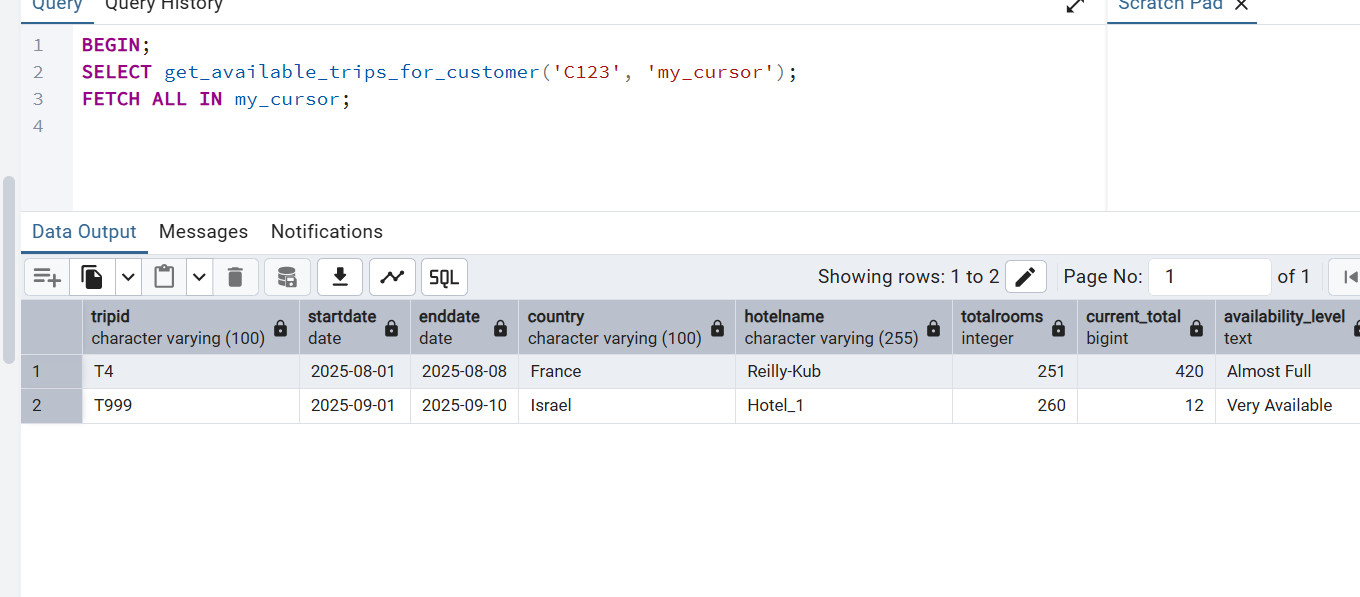 Query Query History
Scratch Pad
1 BEGIN;
2 SELECT get_available_trips_for_customer('C123', 'my_cursor');
3 FETCH ALL IN my_cursor;
4
Data Output Messages Notifications
SQL Showing rows: 1 to 2 Page No: 1 of 1
tripid startdate enddate country hotelname totalrooms current_total availability_level
character varying (100) date date character varying (100) character varying (255) integer bigint text
1 T4 2025-08-01 2025-08-08 France Reilly-Kub 251 420 Almost Full
2 T999 2025-09-01 2025-09-10 Israel Hotel_1 260 12 Very Available